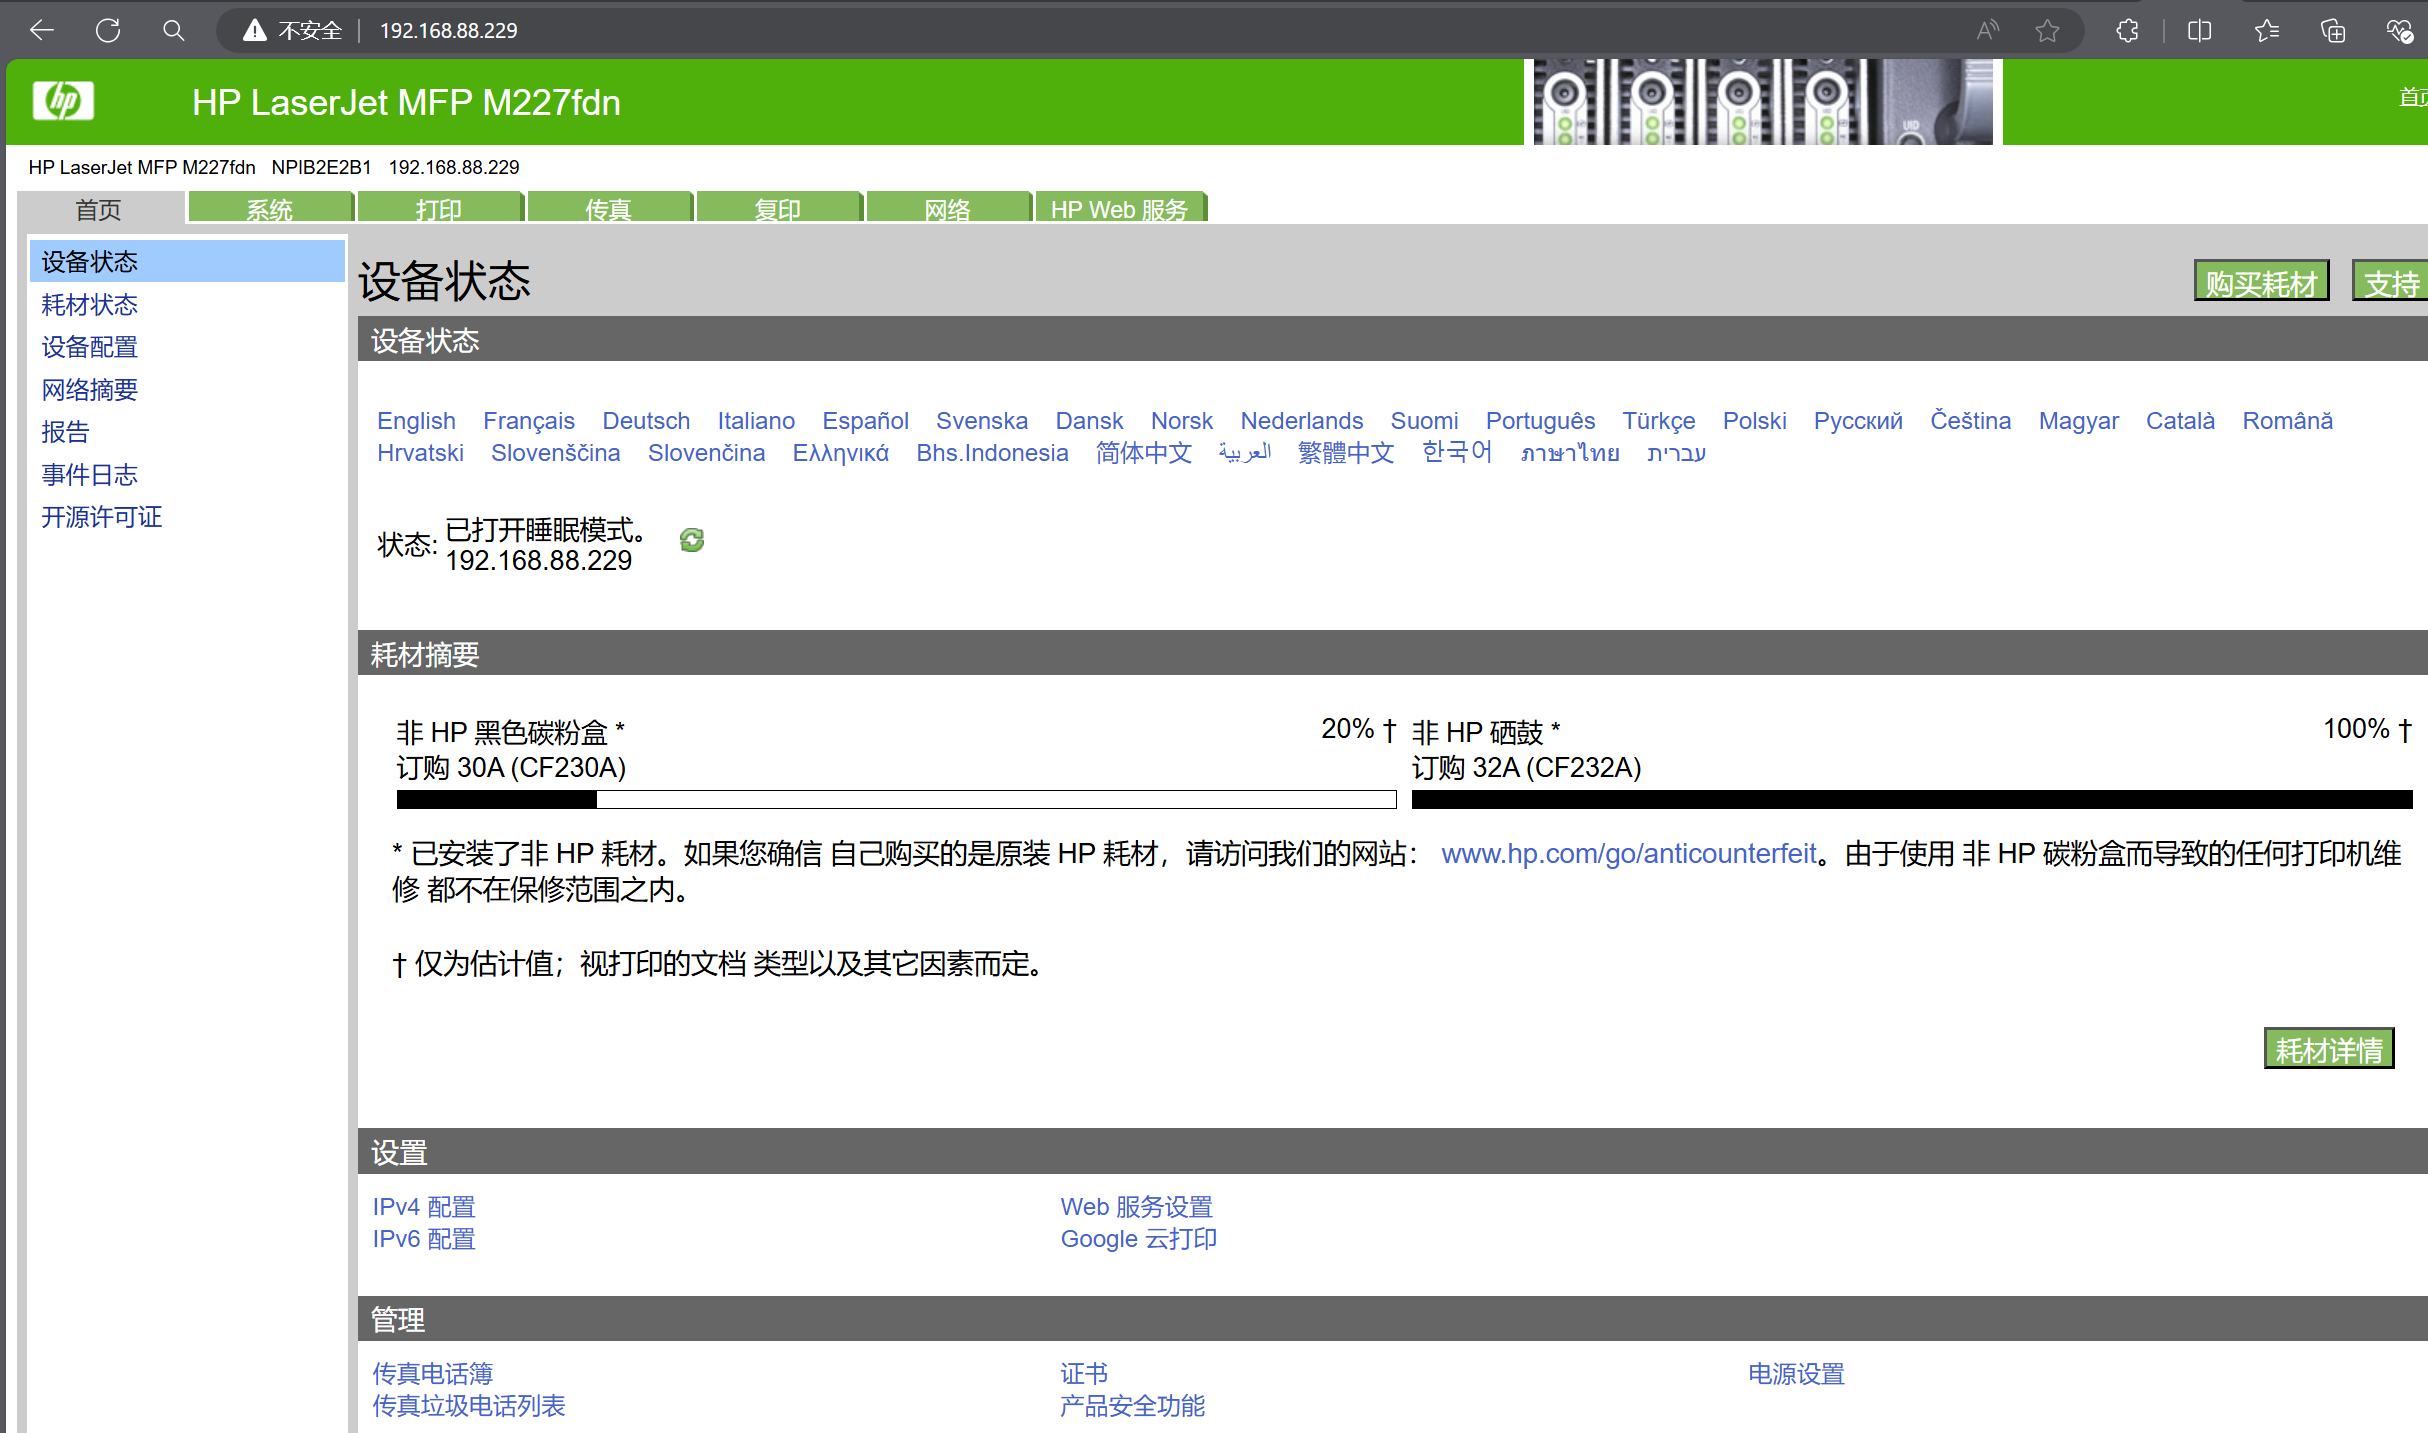 不安全 192.168.88.229
hp HP LaserJet MFP M227fdn
UID
HP LaserJet MFP M227fdn NPIB2E2B1 192.168.88.229
首页 系统 打印 传真 复印 网络 HP Web 服务
设备状态
耗材状态
设备配置
网络摘要
报告
事件日志
开源许可证
设备状态 购买耗材 支持
设备状态
English Français Deutsch Italiano Español Svenska Dansk Norsk Nederlands Suomi Português Türkçe Polski Русский Čeština Magyar Català Română
Hrvatski Slovenščina Slovenčina Ελληνικά Bhs.Indonesia 简体中文 العربية 繁體中文 한국어 ภาษาไทย עברית
状态: 已打开睡眠模式。
192.168.88.229
耗材摘要
非 HP 黑色碳粉盒 * 20% †
订购 30A (CF230A)
非 HP 硒鼓 * 100% †
订购 32A (CF232A)
* 已安装了非 HP 耗材。如果您确信 自己购买的是原装 HP 耗材，请访问我们的网站： www.hp.com/go/anticounterfeit。由于使用 非 HP 碳粉盒而导致的任何打印机维
修 都不在保修范围之内。
† 仅为估计值；视打印的文档 类型以及其它因素而定。
耗材详情
设置
IPv4 配置 Web 服务设置
IPv6 配置 Google 云打印
管理
传真电话簿 证书 电源设置
传真垃圾电话列表 产品安全功能